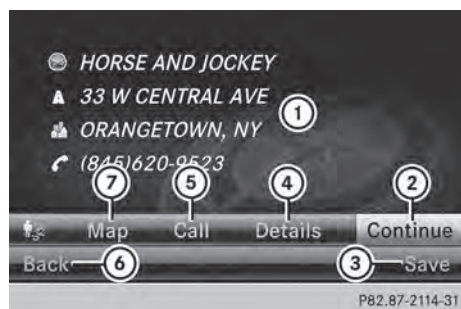 HORSE AND JOCKEY
33 W CENTRAL AVE
1
ORANGETOWN, NY
(845)620-9523
7 5 4 2
Map Call Details Continue
Back 6 3 Save
P82.87-2114-31